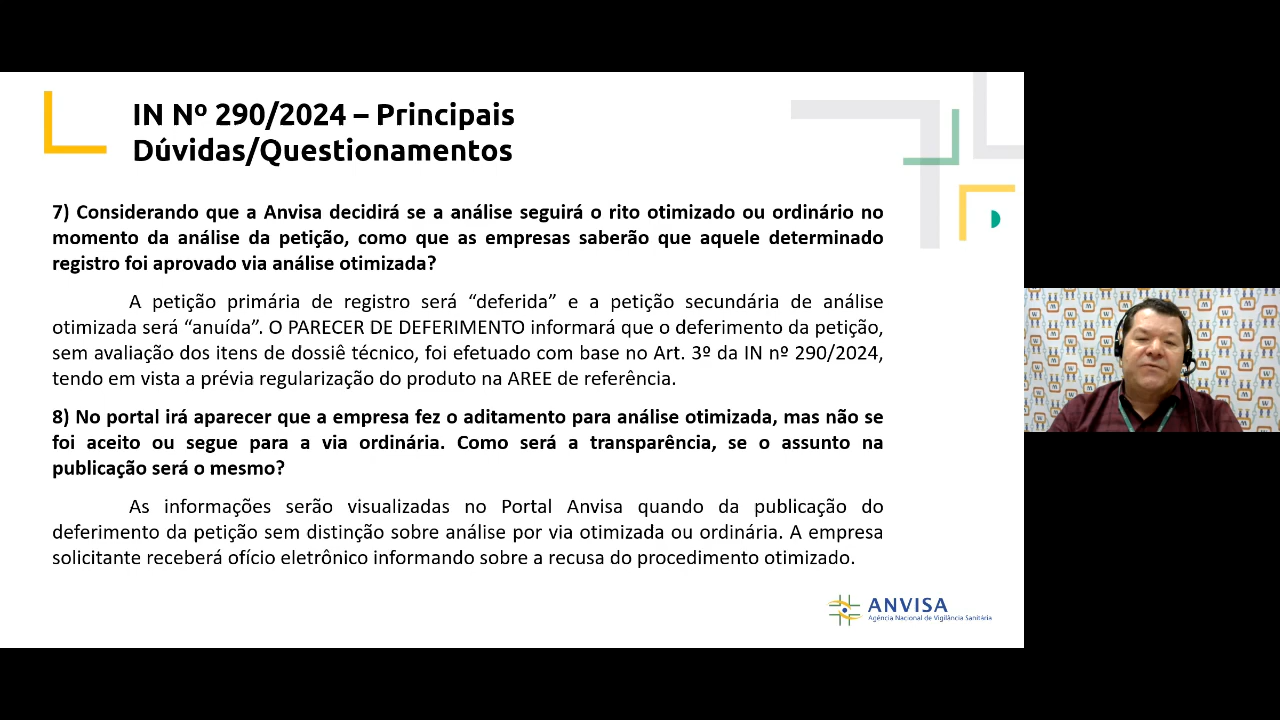 IN Nº 290/2024 – Principais
Dúvidas/Questionamentos
7) Considerando que a Anvisa decidirá se a análise seguirá o rito otimizado ou ordinário no
momento da análise da petição, como que as empresas saberão que aquele determinado
registro foi aprovado via análise otimizada?
A petição primária de registro será “deferida” e a petição secundária de análise
otimizada será “anuída”. O PARECER DE DEFERIMENTO informará que o deferimento da petição,
sem avaliação dos itens de dossiê técnico, foi efetuado com base no Art. 3º da IN nº 290/2024,
tendo em vista a prévia regularização do produto na AREE de referência.
8) No portal irá aparecer que a empresa fez o aditamento para análise otimizada, mas não se
foi aceito ou segue para a via ordinária. Como será a transparência, se o assunto na
publicação será o mesmo?
As informações serão visualizadas no Portal Anvisa quando da publicação do
deferimento da petição sem distinção sobre análise por via otimizada ou ordinária. A empresa
solicitante receberá ofício eletrônico informando sobre a recusa do procedimento otimizado.
ANVISA
Agência Nacional de Vigilância Sanitária